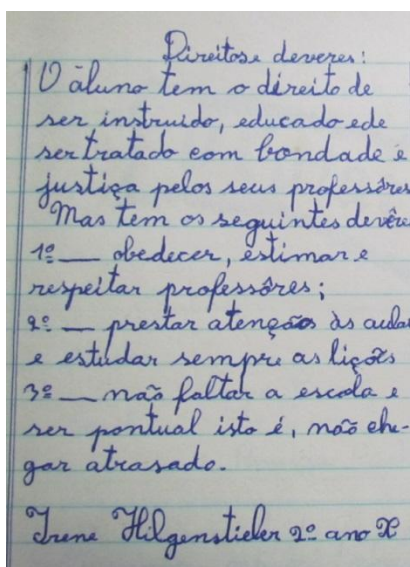 Direitos e deveres:
O áluno tem o direito de
ser instruido, educado e de
ser tratado com bondade e
justiça pelos seus professôres
Mas tem os seguintes devêre
1º — obedecer, estimar e
respeitar professôres;
2º — prestar atenção às aulas
e estudar sempre as lições
3º — não faltar a escola e
ser pontual isto é, não che-
gar atrasado.
Irene Hilgenstieler 2º ano